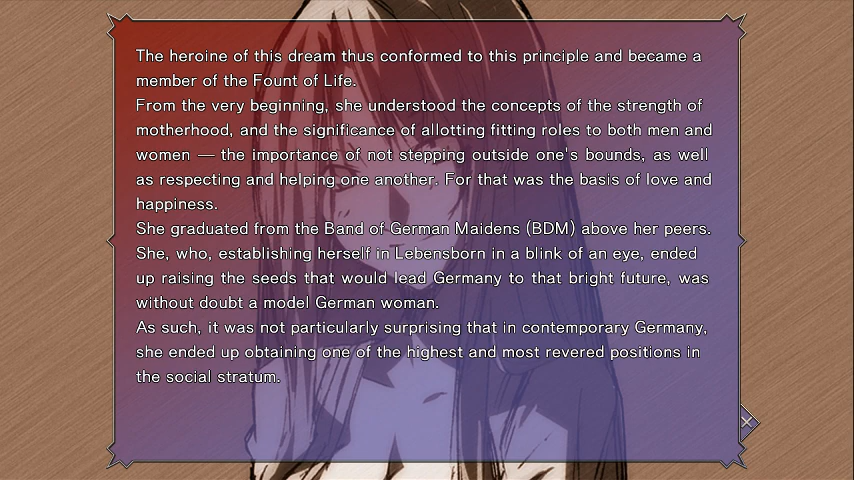 The heroine of this dream thus conformed to this principle and became a
member of the Fount of Life.
From the very beginning, she understood the concepts of the strength of
motherhood, and the significance of allotting fitting roles to both men and
women — the importance of not stepping outside one's bounds, as well
as respecting and helping one another. For that was the basis of love and
happiness.
She graduated from the Band of German Maidens (BDM) above her peers.
She, who, establishing herself in Lebensborn in a blink of an eye, ended
up raising the seeds that would lead Germany to that bright future, was
without doubt a model German woman.
As such, it was not particularly surprising that in contemporary Germany,
she ended up obtaining one of the highest and most revered positions in
the social stratum.